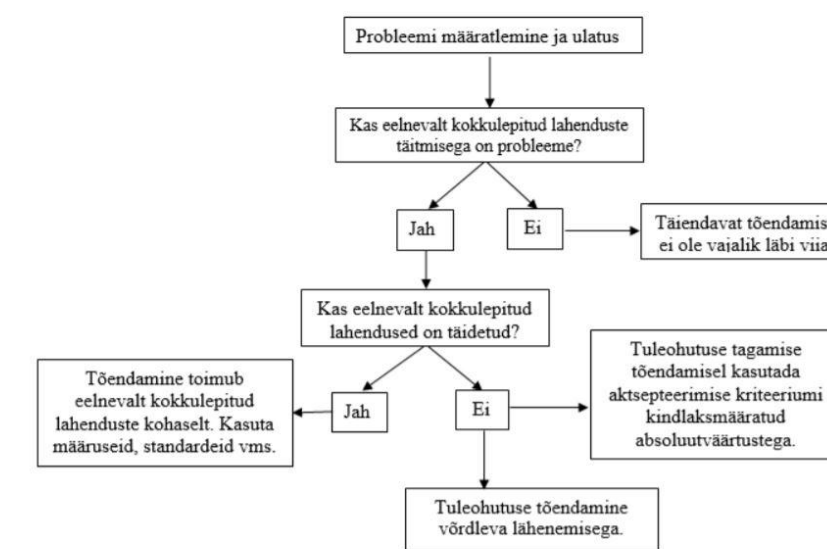 Probleemi määratlemine ja ulatus
Kas eelnevalt kokkulepitud lahenduste
täitmisega on probleeme?
Jah
Ei
Täiendavat tõendamis
ei ole vajalik läbi viia
Kas eelnevalt kokkulepitud
lahendused on täidetud?
Tõendamine toimub
eelnevalt kokkulepitud
lahenduste kohaselt. Kasuta
määruseid, standardeid vms.
Jah
Ei
Tuleohutuse tagamise
tõendamisel kasutada
aktsepteerimise kriteeriumi
kindlaksmääratud
absoluutväärtustega.
Tuleohutuse tõendamine
võrdleva lähenemisega.